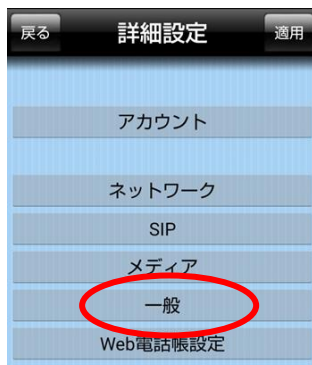 戻る 詳細設定 適用
アカウント
ネットワーク
SIP
メディア
一般
Web電話帳設定